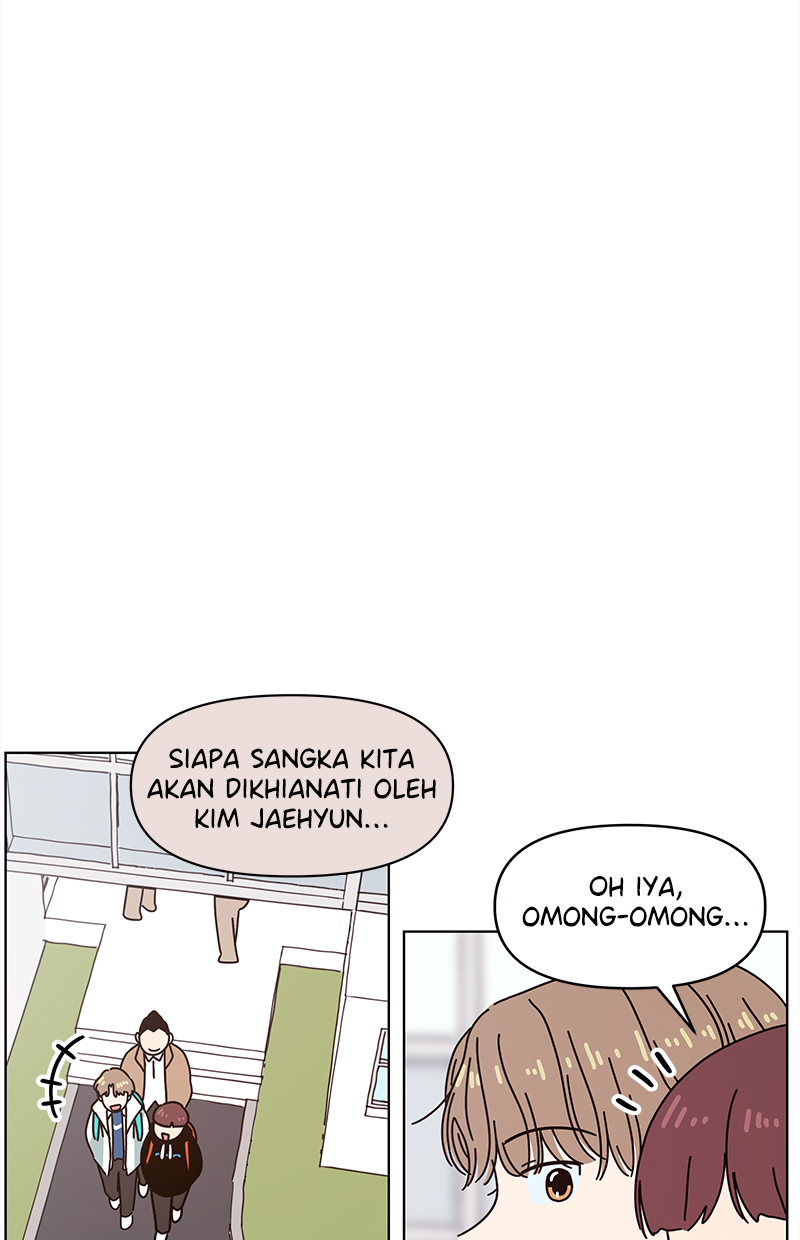 SIAPA SANGKA KITA
AKAN DIKHIANATI OLEH
KIM JAEHYUN...
OH IYA,
OMONG-OMONG...